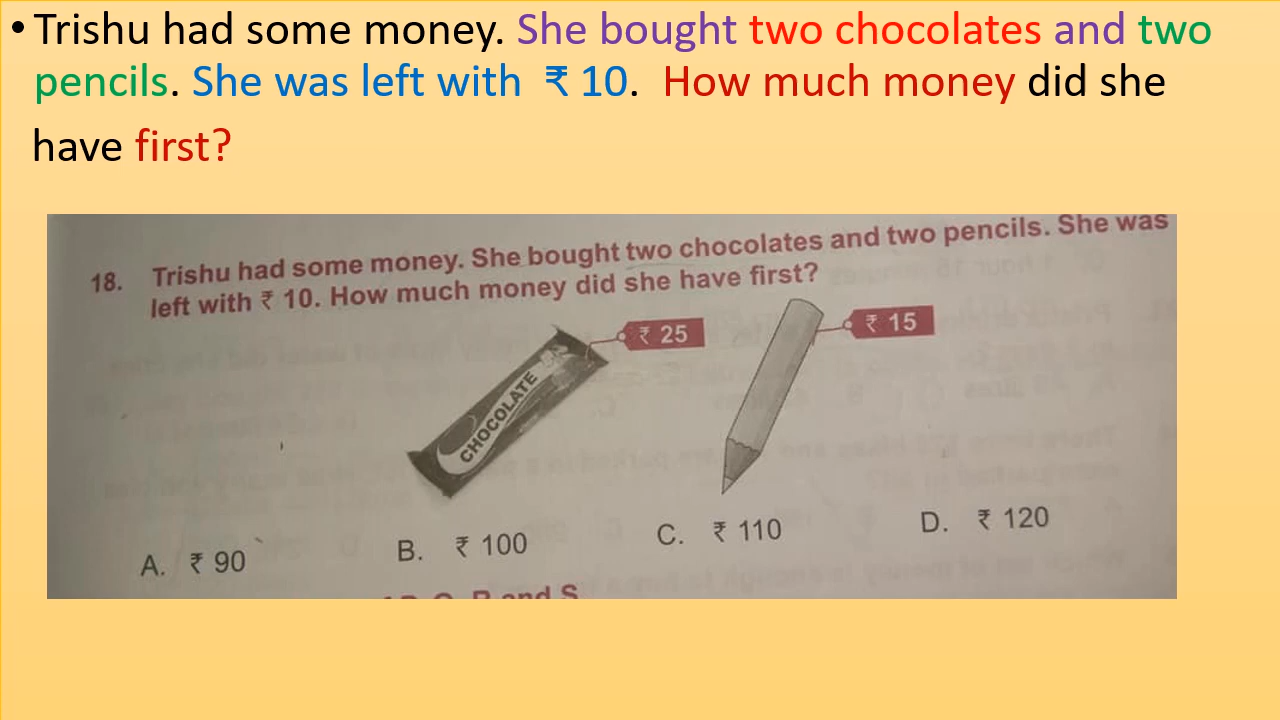 • Trishu had some money. She bought two chocolates and two
pencils. She was left with ₹ 10. How much money did she
have first?
18. Trishu had some money. She bought two chocolates and two pencils. She was
left with ₹ 10. How much money did she have first?
₹ 25
₹ 15
CHOCOLATE
A. ₹ 90
B. ₹ 100
C. ₹ 110
D. ₹ 120
R and S